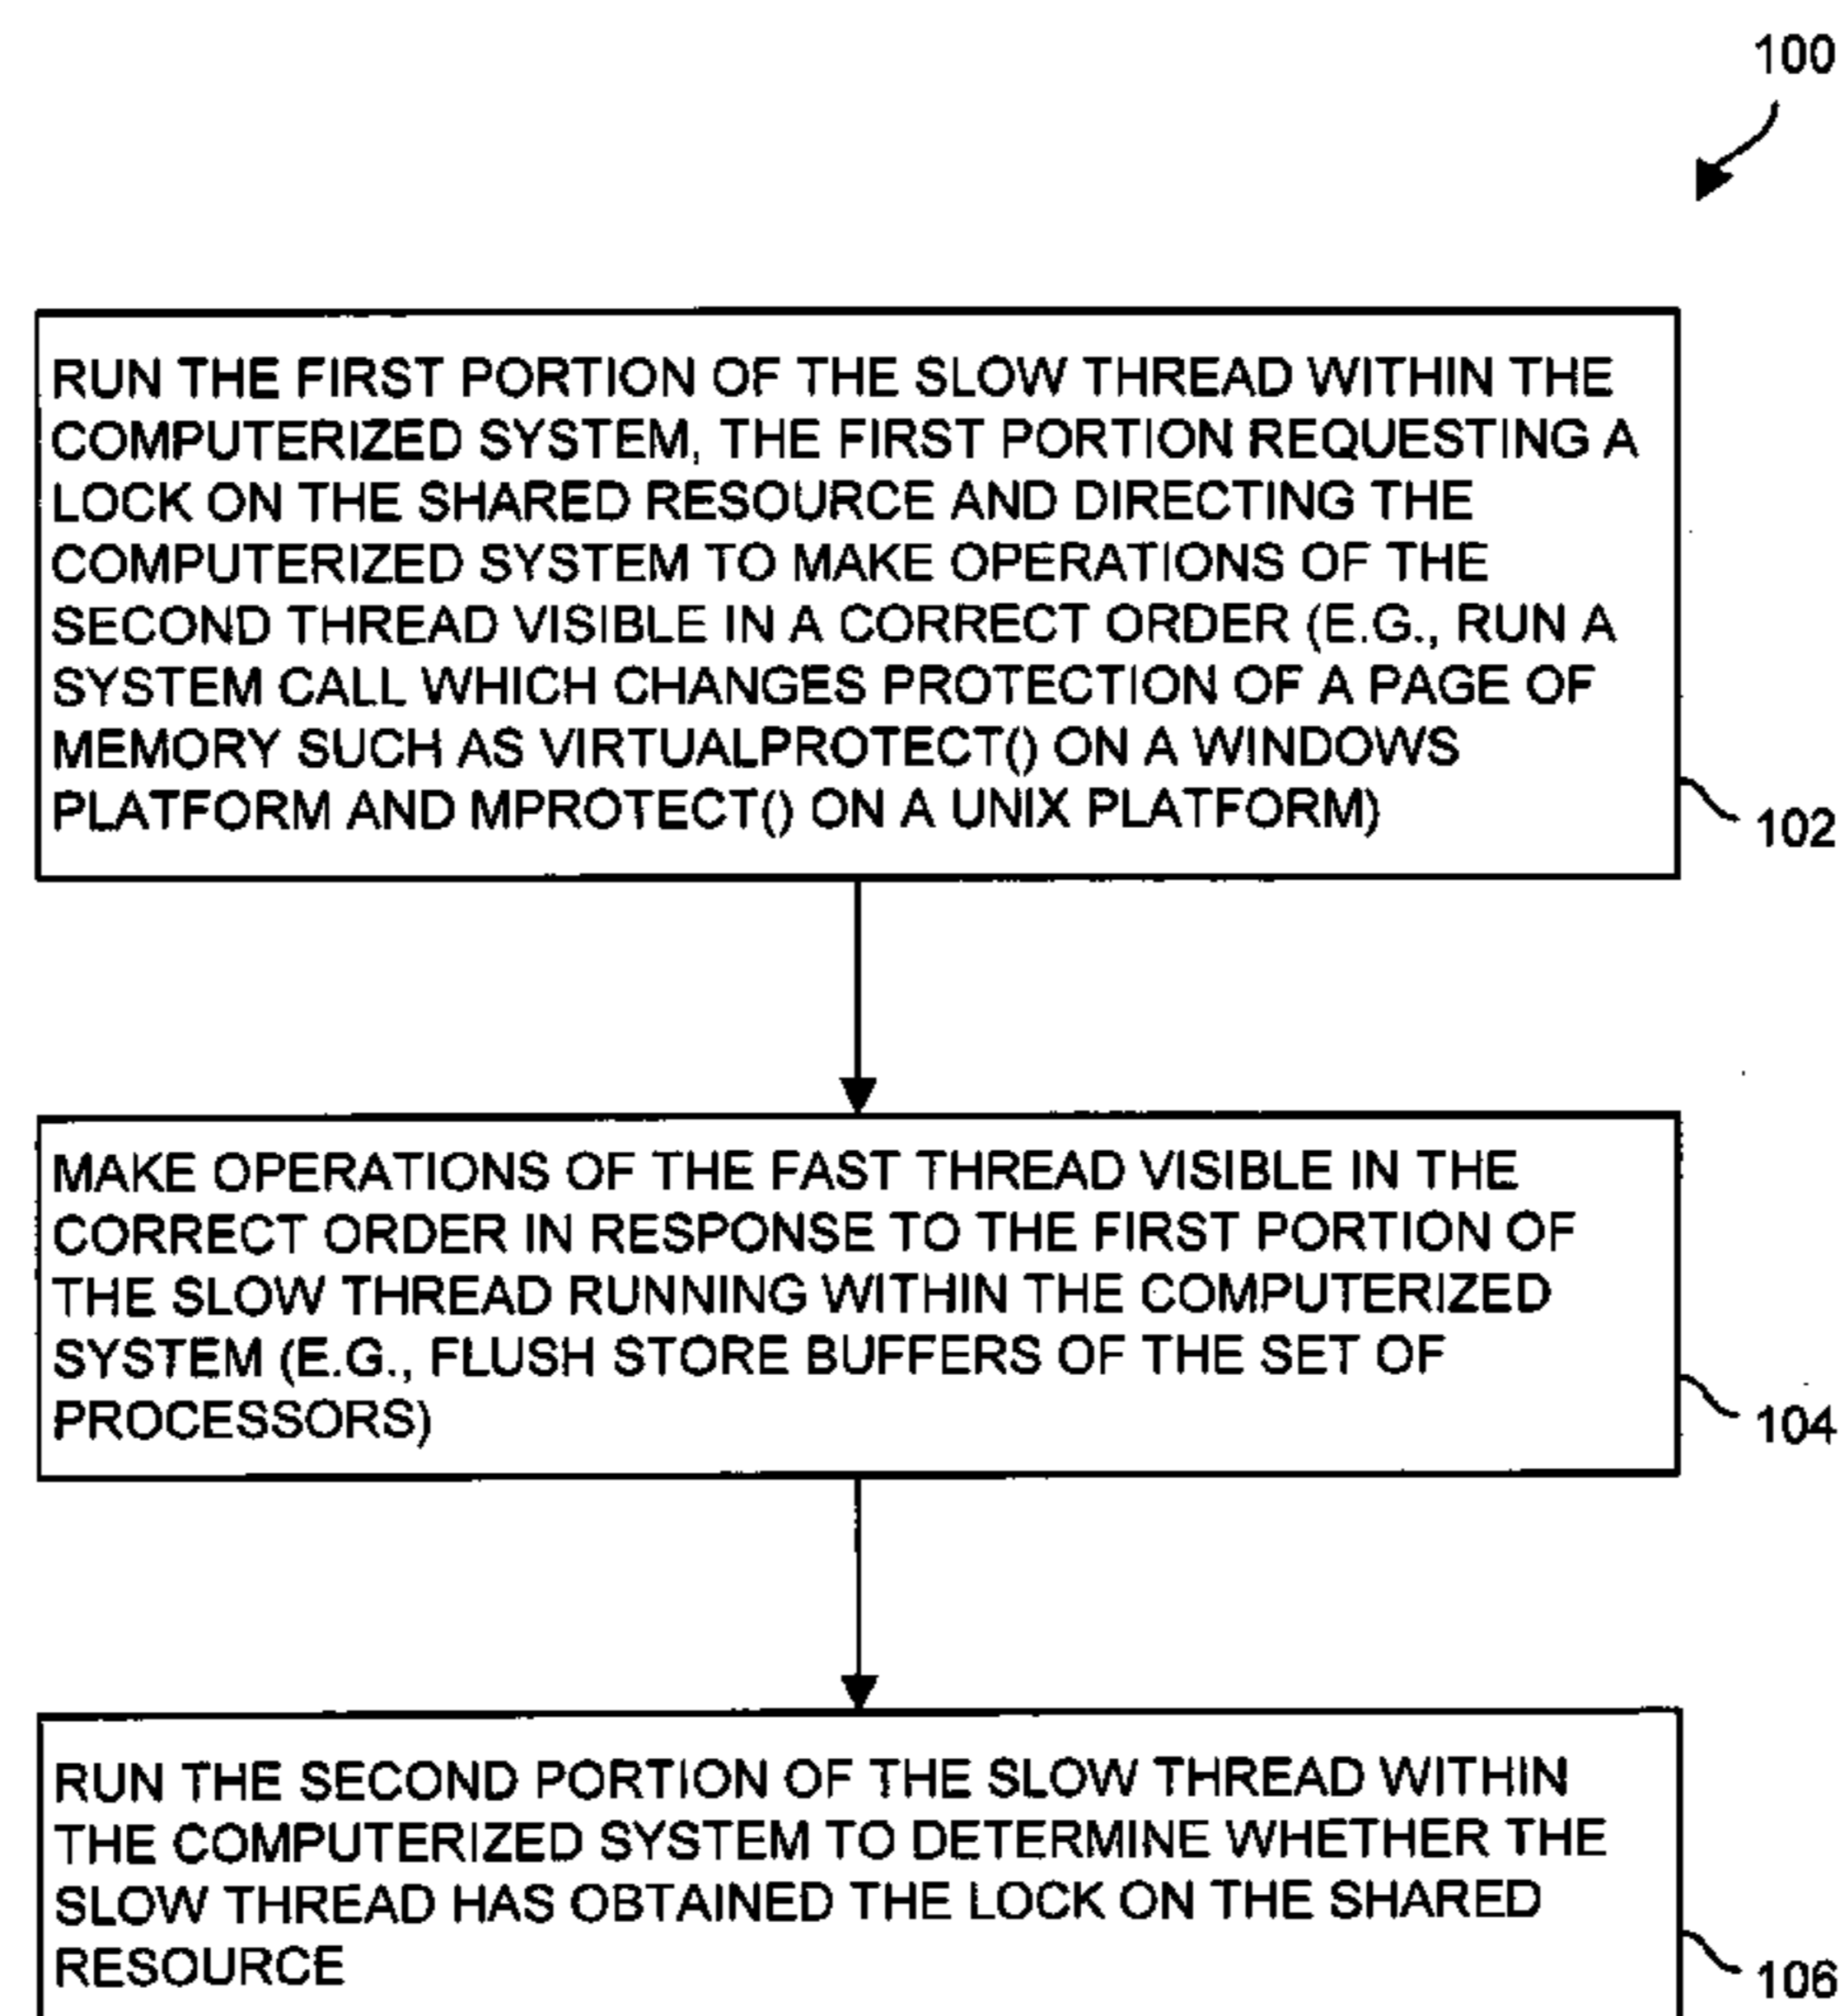 100
RUN THE FIRST PORTION OF THE SLOW THREAD WITHIN THE
COMPUTERIZED SYSTEM, THE FIRST PORTION REQUESTING A
LOCK ON THE SHARED RESOURCE AND DIRECTING THE
COMPUTERIZED SYSTEM TO MAKE OPERATIONS OF THE
SECOND THREAD VISIBLE IN A CORRECT ORDER (E.G., RUN A
SYSTEM CALL WHICH CHANGES PROTECTION OF A PAGE OF
MEMORY SUCH AS VIRTUALPROTECT() ON A WINDOWS
PLATFORM AND MPROTECT() ON A UNIX PLATFORM)
102
MAKE OPERATIONS OF THE FAST THREAD VISIBLE IN THE
CORRECT ORDER IN RESPONSE TO THE FIRST PORTION OF
THE SLOW THREAD RUNNING WITHIN THE COMPUTERIZED
SYSTEM (E.G., FLUSH STORE BUFFERS OF THE SET OF
PROCESSORS)
104
RUN THE SECOND PORTION OF THE SLOW THREAD WITHIN
THE COMPUTERIZED SYSTEM TO DETERMINE WHETHER THE
SLOW THREAD HAS OBTAINED THE LOCK ON THE SHARED
RESOURCE
106